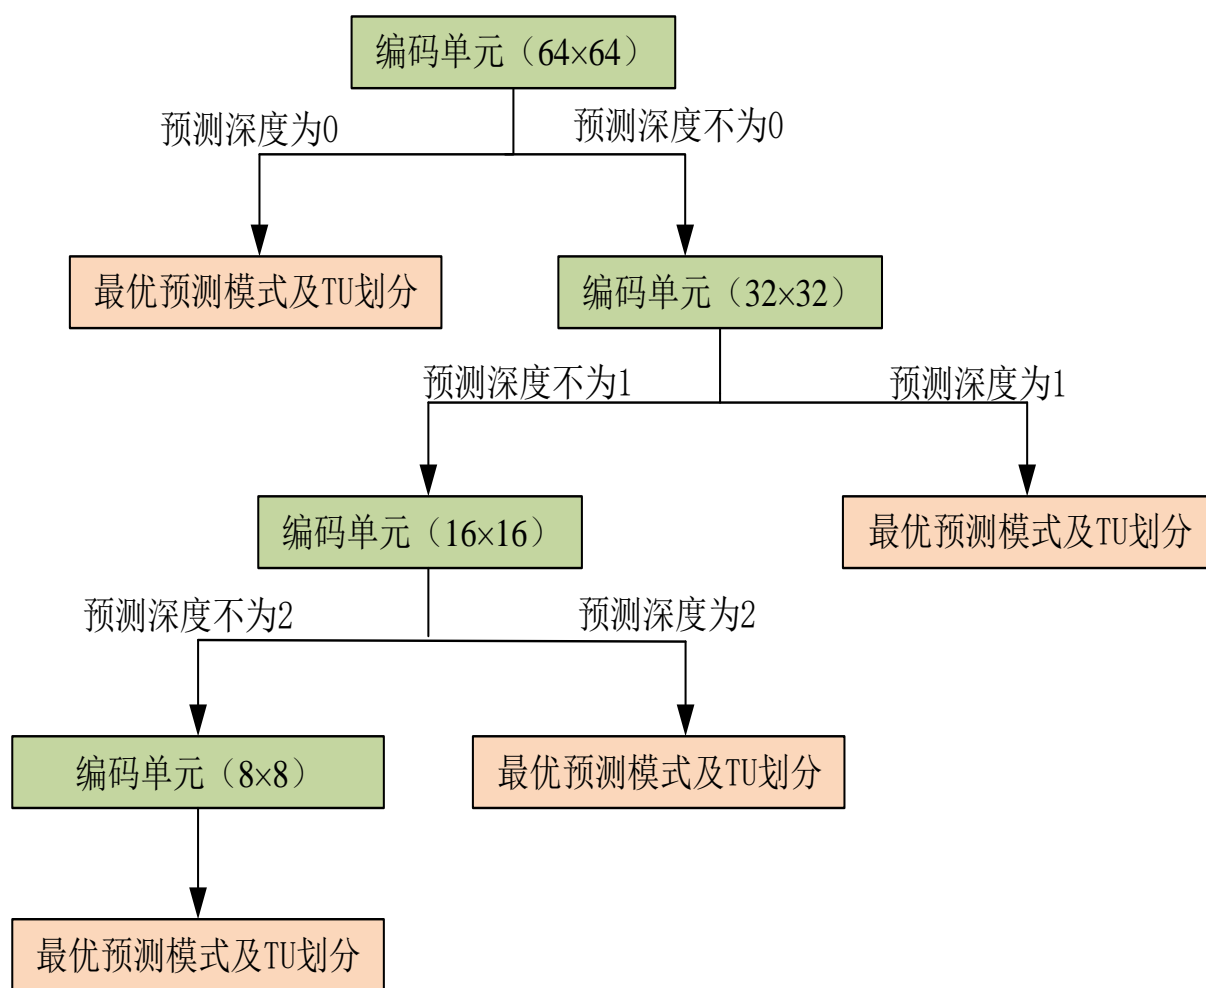 编码单元（64×64）
预测深度为0
预测深度不为0
最优预测模式及TU划分
编码单元（32×32）
预测深度不为1
预测深度为1
编码单元（16×16）
最优预测模式及TU划分
预测深度不为2
预测深度为2
编码单元（8×8）
最优预测模式及TU划分
最优预测模式及TU划分